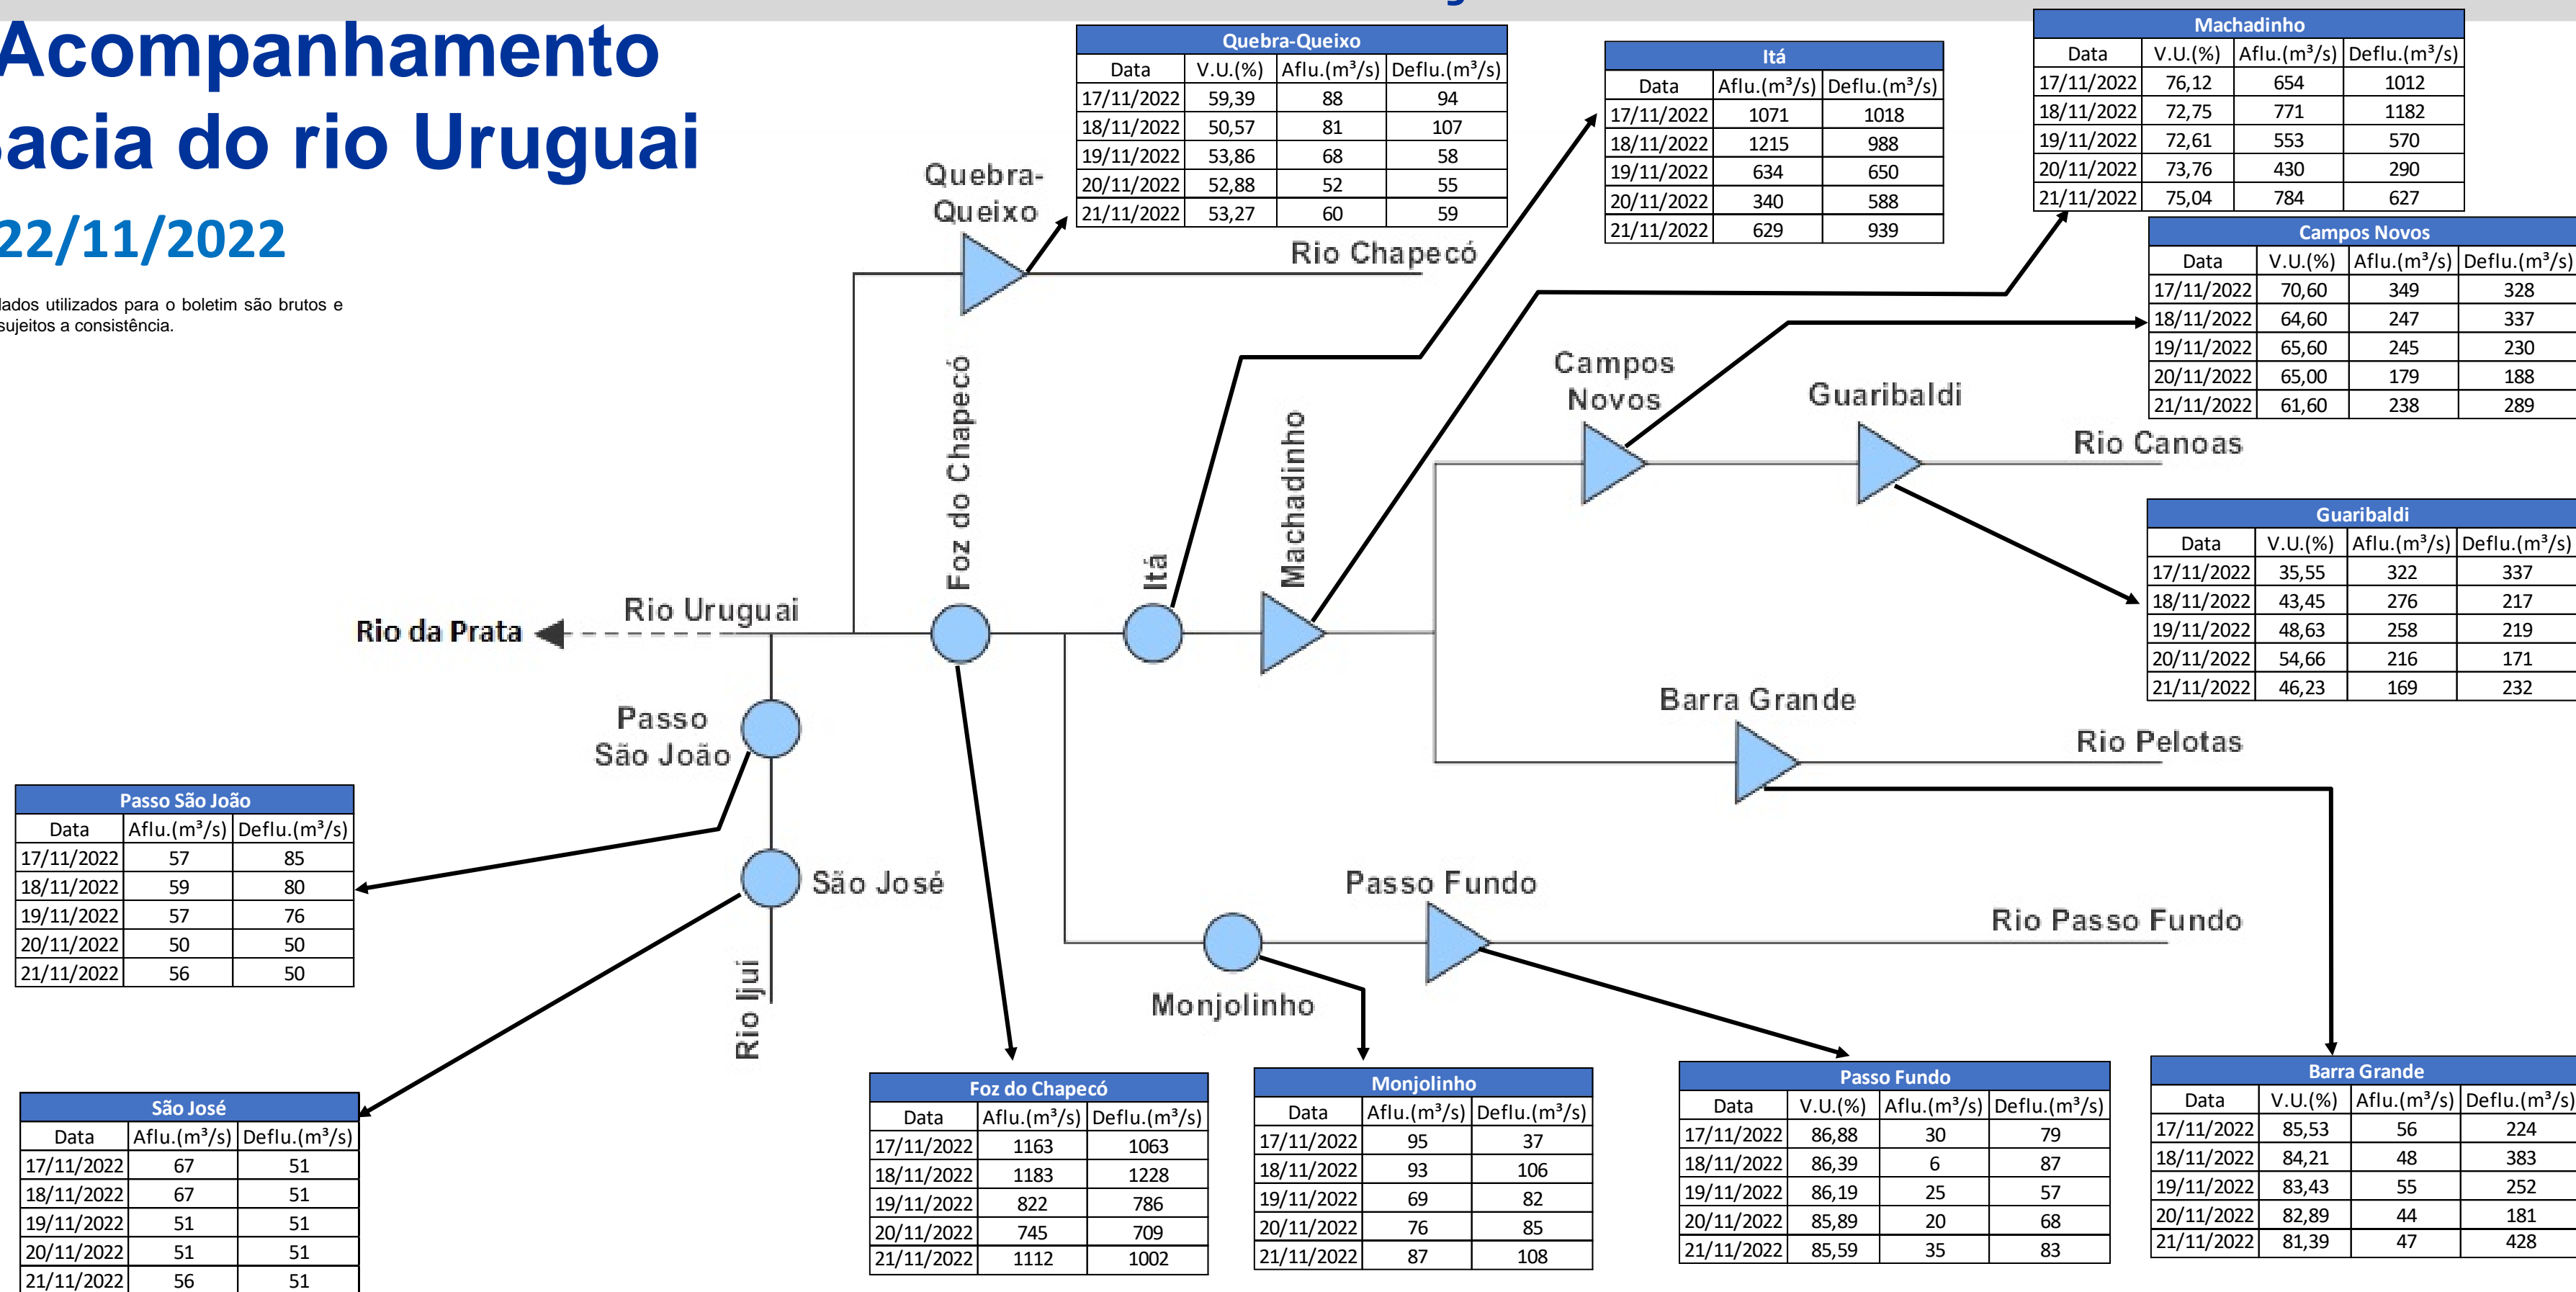 Acompanhamento
acia do rio Uruguai
22/11/2022
dados utilizados para o boletim são brutos e
sujeitos a consistência.
Quebra-Queixo
Data V.U.(%) Aflu.(m³/s) Deflu.(m³/s)
17/11/2022 59,39 88 94
18/11/2022 50,57 81 107
19/11/2022 53,86 68 58
20/11/2022 52,88 52 55
21/11/2022 53,27 60 59
Itá
Data Aflu.(m³/s) Deflu.(m³/s)
17/11/2022 1071 1018
18/11/2022 1215 988
19/11/2022 634 650
20/11/2022 340 588
21/11/2022 629 939
Machadinho
Data V.U.(%) Aflu.(m³/s) Deflu.(m³/s)
17/11/2022 76,12 654 1012
18/11/2022 72,75 771 1182
19/11/2022 72,61 553 570
20/11/2022 73,76 430 290
21/11/2022 75,04 784 627
Campos Novos
Data V.U.(%) Aflu.(m³/s) Deflu.(m³/s)
17/11/2022 70,60 349 328
18/11/2022 64,60 247 337
19/11/2022 65,60 245 230
20/11/2022 65,00 179 188
21/11/2022 61,60 238 289
Guaribaldi
Data V.U.(%) Aflu.(m³/s) Deflu.(m³/s)
17/11/2022 35,55 322 337
18/11/2022 43,45 276 217
19/11/2022 48,63 258 219
20/11/2022 54,66 216 171
21/11/2022 46,23 169 232
Quebra-
Queixo
Rio Chapecó
Foz do Chapecó
Itá
Machadinho
Campos
Novos
Guaribaldi
Rio Canoas
Rio da Prata
Rio Uruguai
Barra Grande
Rio Pelotas
Passo
São João
São José
Rio Ijui
Passo Fundo
Rio Passo Fundo
Monjolinho
Passo São João
Data Aflu.(m³/s) Deflu.(m³/s)
17/11/2022 57 85
18/11/2022 59 80
19/11/2022 57 76
20/11/2022 50 50
21/11/2022 56 50
São José
Data Aflu.(m³/s) Deflu.(m³/s)
17/11/2022 67 51
18/11/2022 67 51
19/11/2022 51 51
20/11/2022 51 51
21/11/2022 56 51
Foz do Chapecó
Data Aflu.(m³/s) Deflu.(m³/s)
17/11/2022 1163 1063
18/11/2022 1183 1228
19/11/2022 822 786
20/11/2022 745 709
21/11/2022 1112 1002
Monjolinho
Data Aflu.(m³/s) Deflu.(m³/s)
17/11/2022 95 37
18/11/2022 93 106
19/11/2022 69 82
20/11/2022 76 85
21/11/2022 87 108
Passo Fundo
Data V.U.(%) Aflu.(m³/s) Deflu.(m³/s)
17/11/2022 86,88 30 79
18/11/2022 86,39 6 87
19/11/2022 86,19 25 57
20/11/2022 85,89 20 68
21/11/2022 85,59 35 83
Barra Grande
Data V.U.(%) Aflu.(m³/s) Deflu.(m³/s)
17/11/2022 85,53 56 224
18/11/2022 84,21 48 383
19/11/2022 83,43 55 252
20/11/2022 82,89 44 181
21/11/2022 81,39 47 428